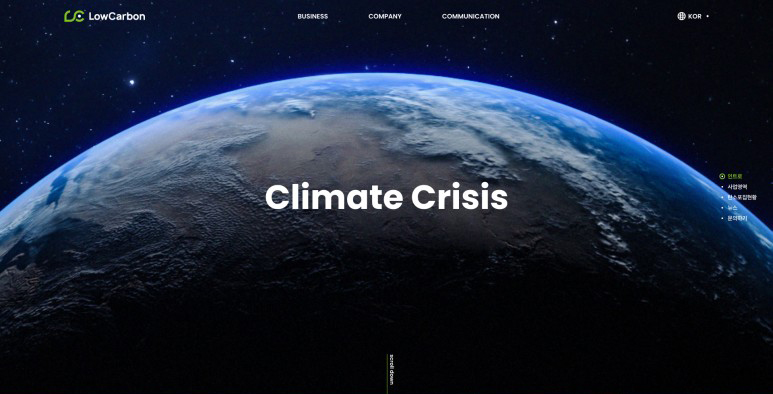 LowCarbon
BUSINESS
COMPANY
COMMUNICATION
KOR
인트로
사업영역
탄소포집현황
뉴스
문의하기
Climate Crisis
scroll down